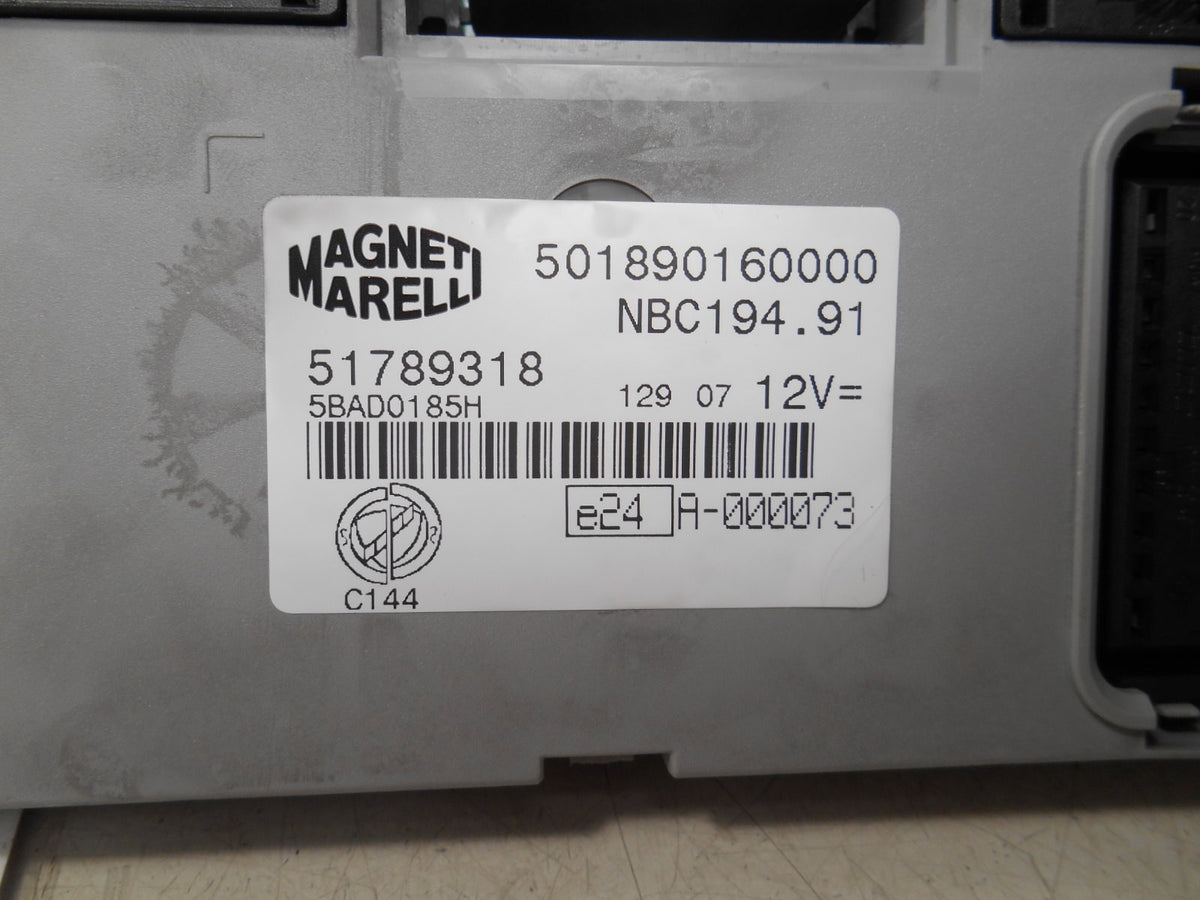 MAGNETI
MARELLI
501890160000
NBC194.91
51789318
5BAD0185H
129 07 12V=
e24 A-000073
C144